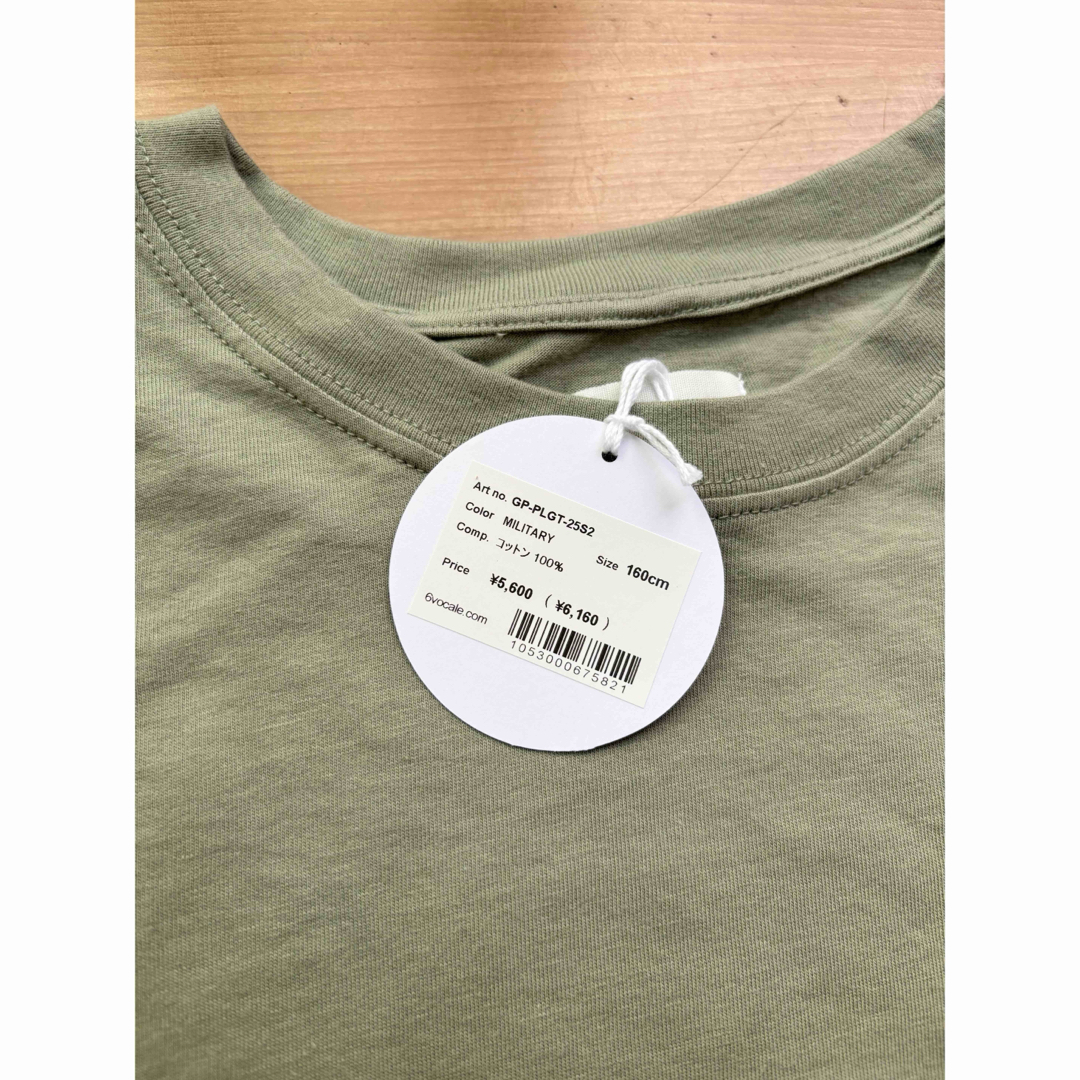 Art no. GP-PLGT-25S2
Color MILITARY
Comp. コットン 100% Size 160cm
Price ¥5,600 ( ¥6,160 )
6vocale.com
1053000675821